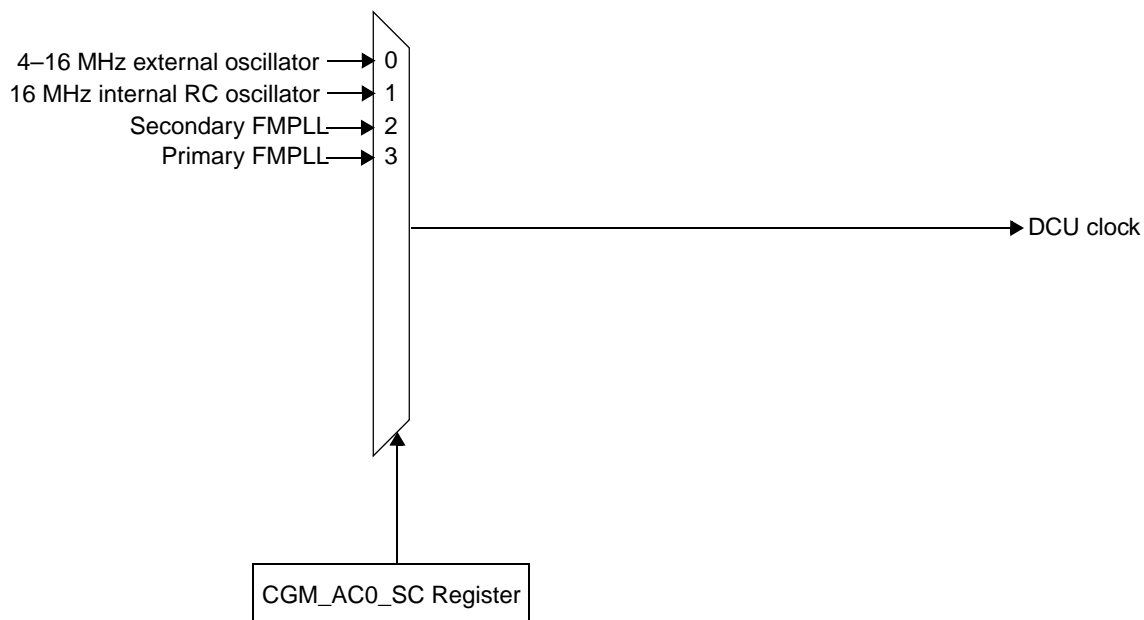 4–16 MHz external oscillator 0
16 MHz internal RC oscillator 1
Secondary FMPLL 2
Primary FMPLL 3
DCU clock
CGM_AC0_SC Register